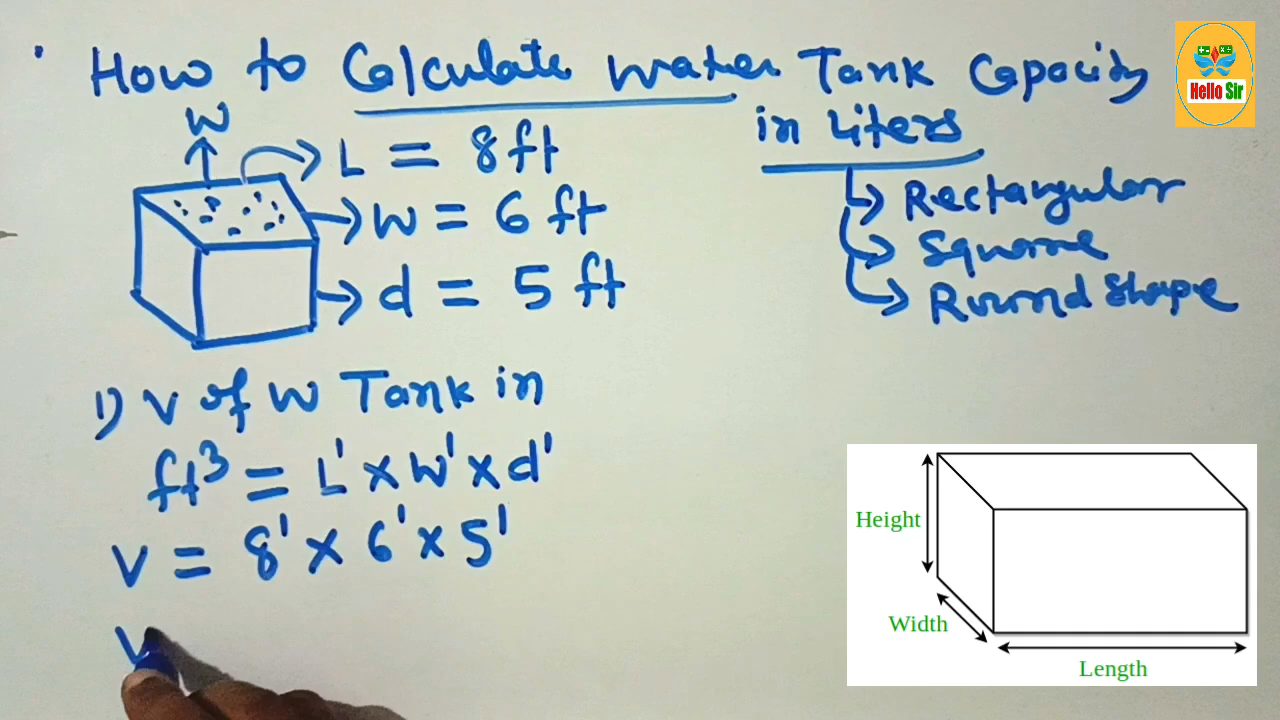 How to Calculate Water Tank Capacity
in Liters
Rectangular
Square
Round Shape
W
L = 8 ft
W = 6 ft
d = 5 ft
1) V of W Tank in
ft³ = L' × W' × d'
V = 8' × 6' × 5'
V
Hello Sir
Height
Width
Length